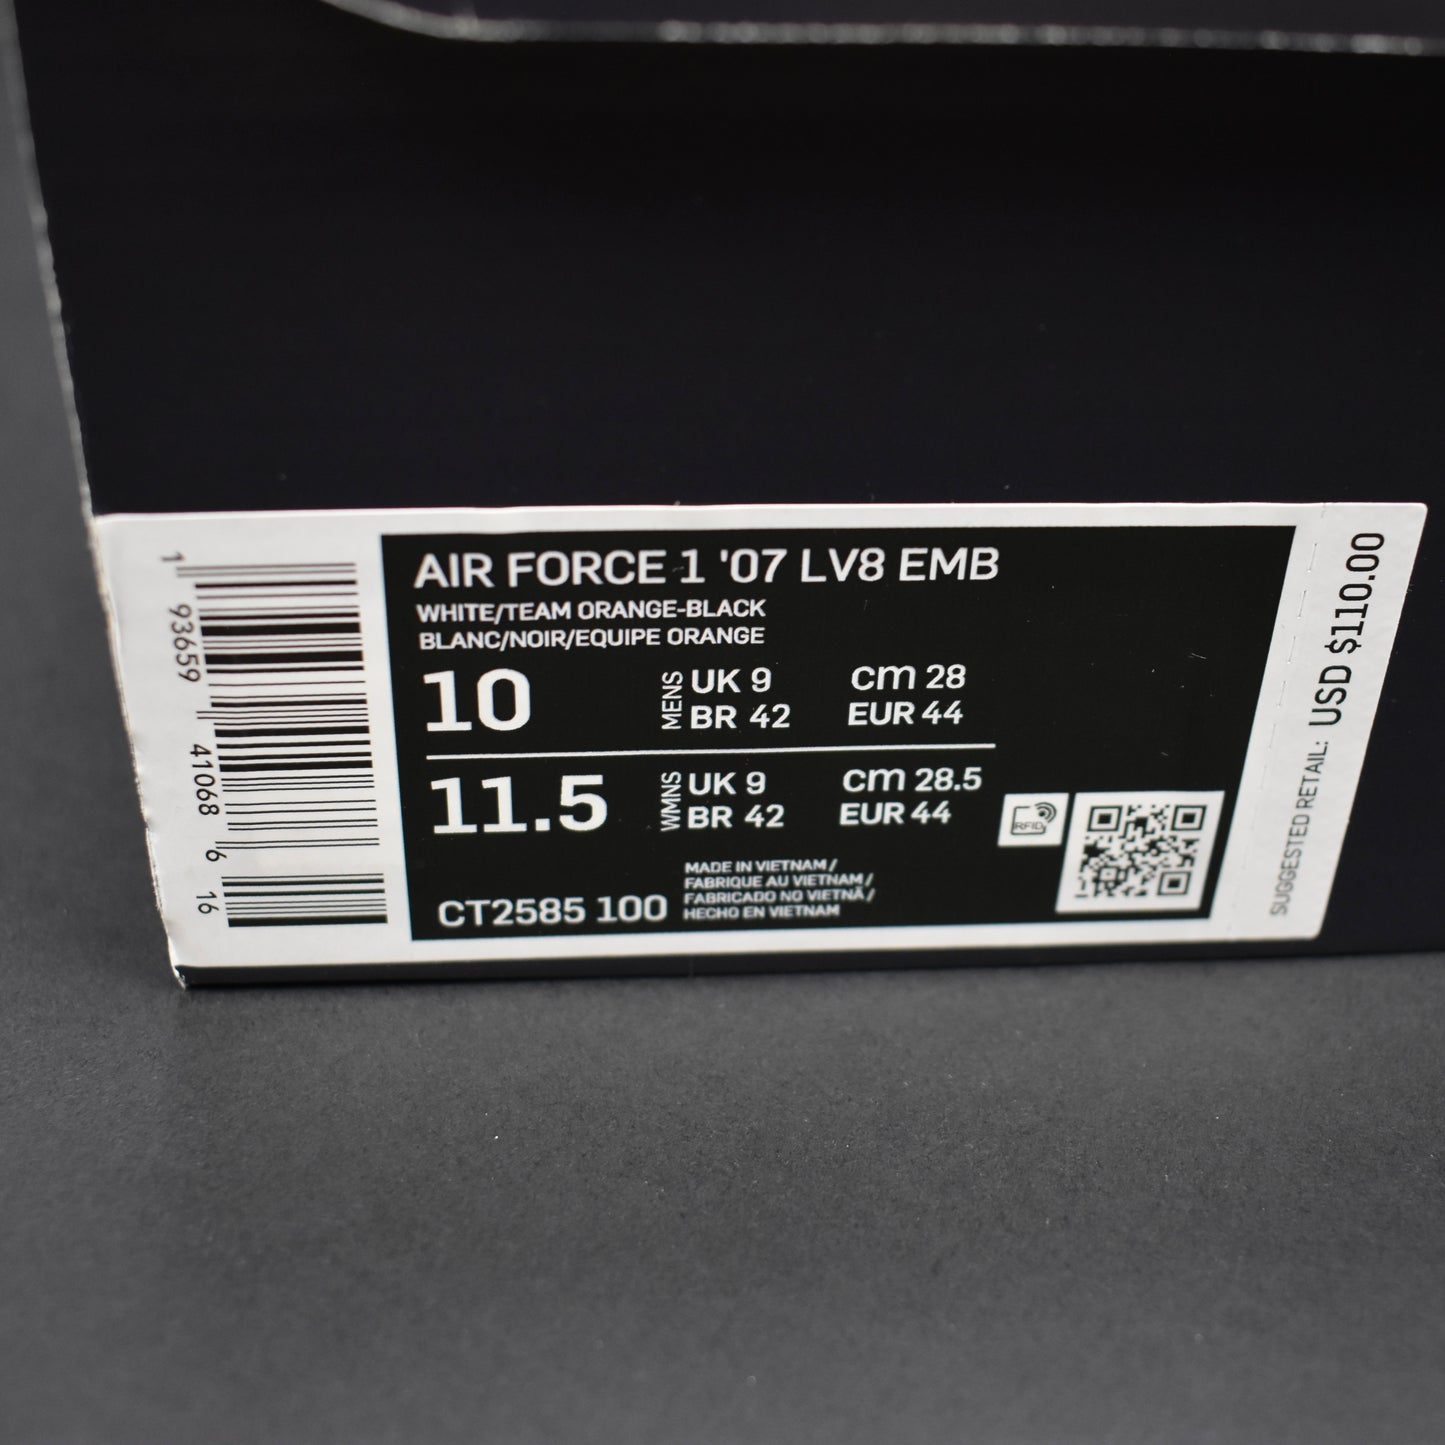 1 93659 41068 6 16
AIR FORCE 1 '07 LV8 EMB
WHITE/TEAM ORANGE-BLACK
BLANC/NOIR/EQUIPE ORANGE
10 MENS UK 9 cm 28
BR 42 EUR 44
11.5 WMNS UK 9 cm 28.5
BR 42 EUR 44
CT2585 100
MADE IN VIETNAM /
FABRIQUE AU VIETNAM /
FABRICADO NO VIETNÃ /
HECHO EN VIETNAM
RFID
SUGGESTED RETAIL: USD $110.00